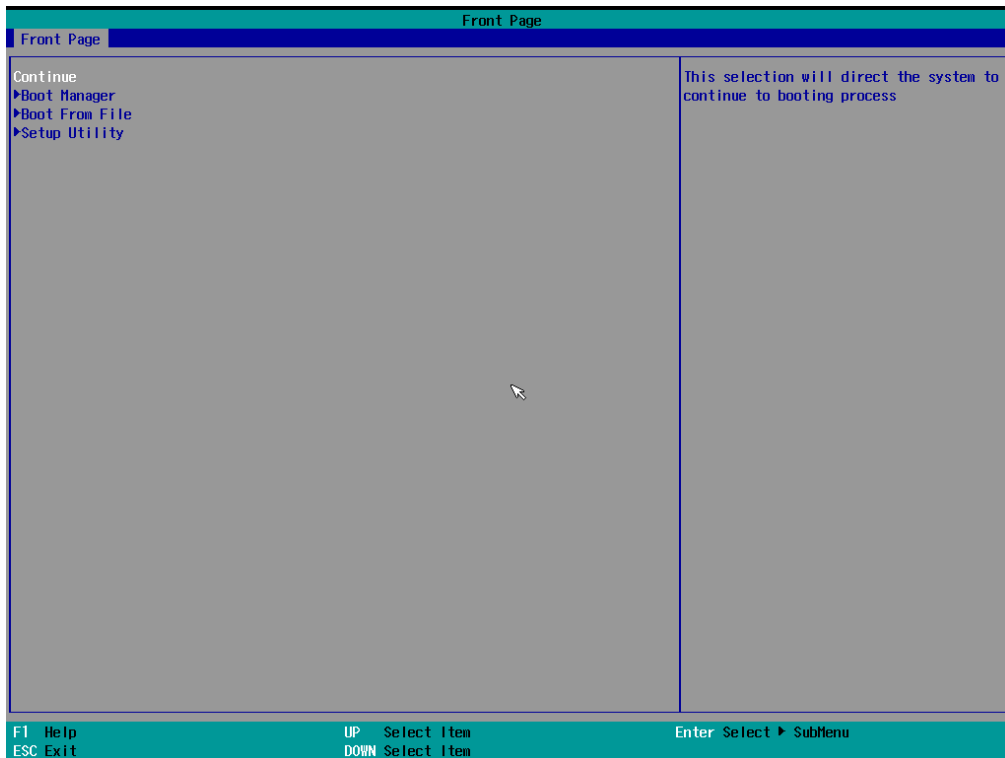 Front Page
Front Page
Continue
▶Boot Manager
▶Boot From File
▶Setup Utility
This selection will direct the system to
continue to booting process
F1 Help UP Select Item Enter Select ▶ SubMenu
ESC Exit DOWN Select Item